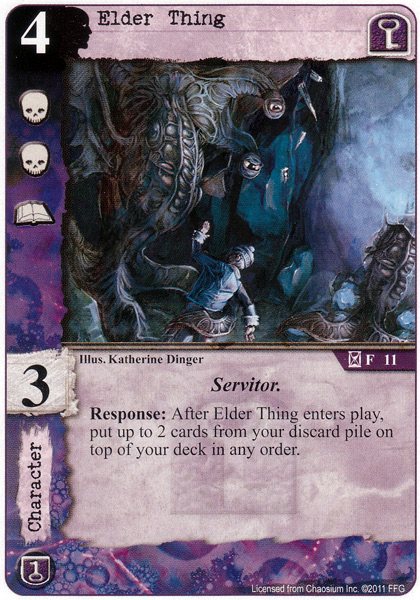 4
Elder Thing
Illus. Katherine Dinger
F 11
3
Servitor.
Response: After Elder Thing enters play,
put up to 2 cards from your discard pile on
top of your deck in any order.
Character
1
Licensed from Chaosium Inc. ©2011 FFG